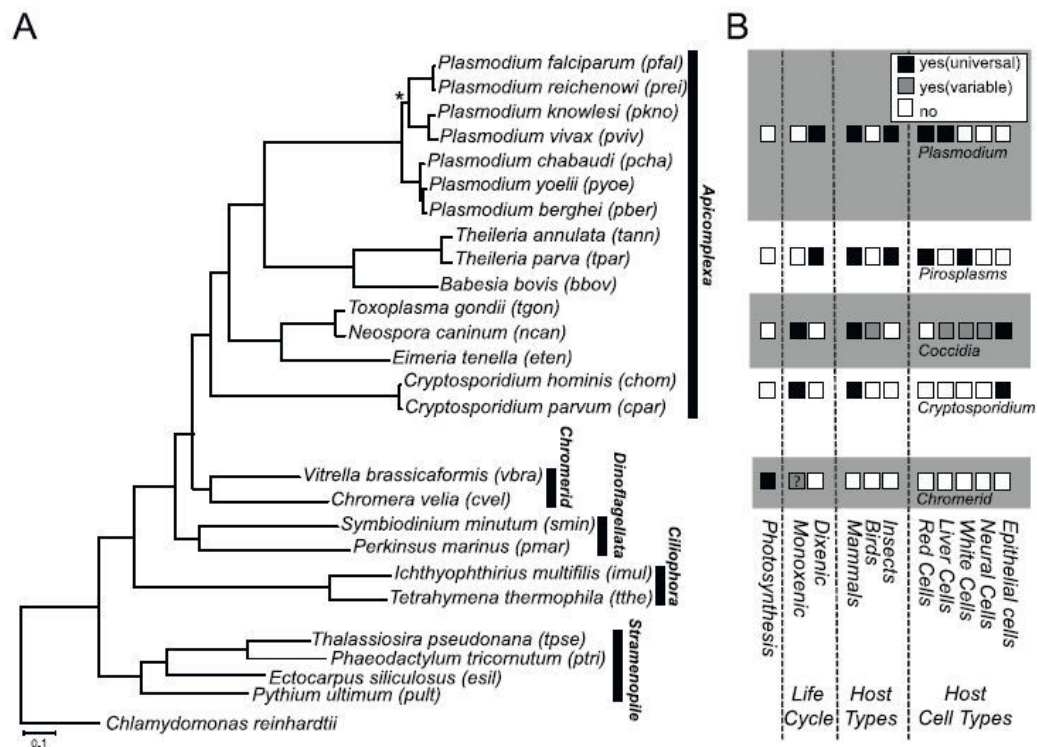 A
Plasmodium falciparum (pfal)
Plasmodium reichenowi (prei)
*
Plasmodium knowlesi (pkno)
Plasmodium vivax (pviv)
Plasmodium chabaudi (pcha)
Plasmodium yoelii (pyoe)
Plasmodium berghei (pber)
Theileria annulata (tann)
Theileria parva (tpar)
Babesia bovis (bbov)
Toxoplasma gondii (tgon)
Neospora caninum (ncan)
Eimeria tenella (eten)
Cryptosporidium hominis (chom)
Cryptosporidium parvum (cpar)
Apicomplexa
Vitrella brassicaformis (vbra)
Chromera velia (cvel)
Chromerid
Symbiodinium minutum (smin)
Perkinsus marinus (pmar)
Dinoflagellata
Ichthyophthirius multifilis (imul)
Tetrahymena thermophila (tthe)
Ciliophora
Thalassiosira pseudonana (tpse)
Phaeodactylum tricornutum (ptri)
Ectocarpus siliculosus (esil)
Pythium ultimum (pult)
Stramenopile
Chlamydomonas reinhardtii
0.1
B
yes(universal)
yes(variable)
no
Plasmodium
Pirosplasms
Coccidia
Cryptosporidium
?
Chromerid
Photosynthesis
Monoxenic
Dixenic
Mammals
Birds
Insects
Red Cells
Liver Cells
White Cells
Neural Cells
Epithelial cells
Life
Cycle
Host
Types
Host
Cell Types